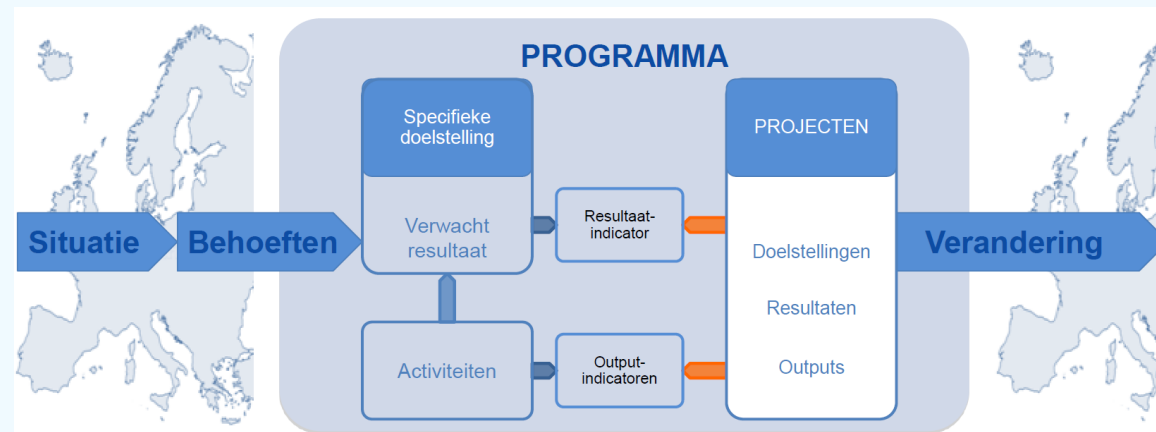 PROGRAMMA
Specifieke
doelstelling
PROJECTEN
Situatie
Behoeften
Verwacht
resultaat
Resultaat-
indicator
Doelstellingen
Verandering
Resultaten
Activiteiten
Output-
indicatoren
Outputs